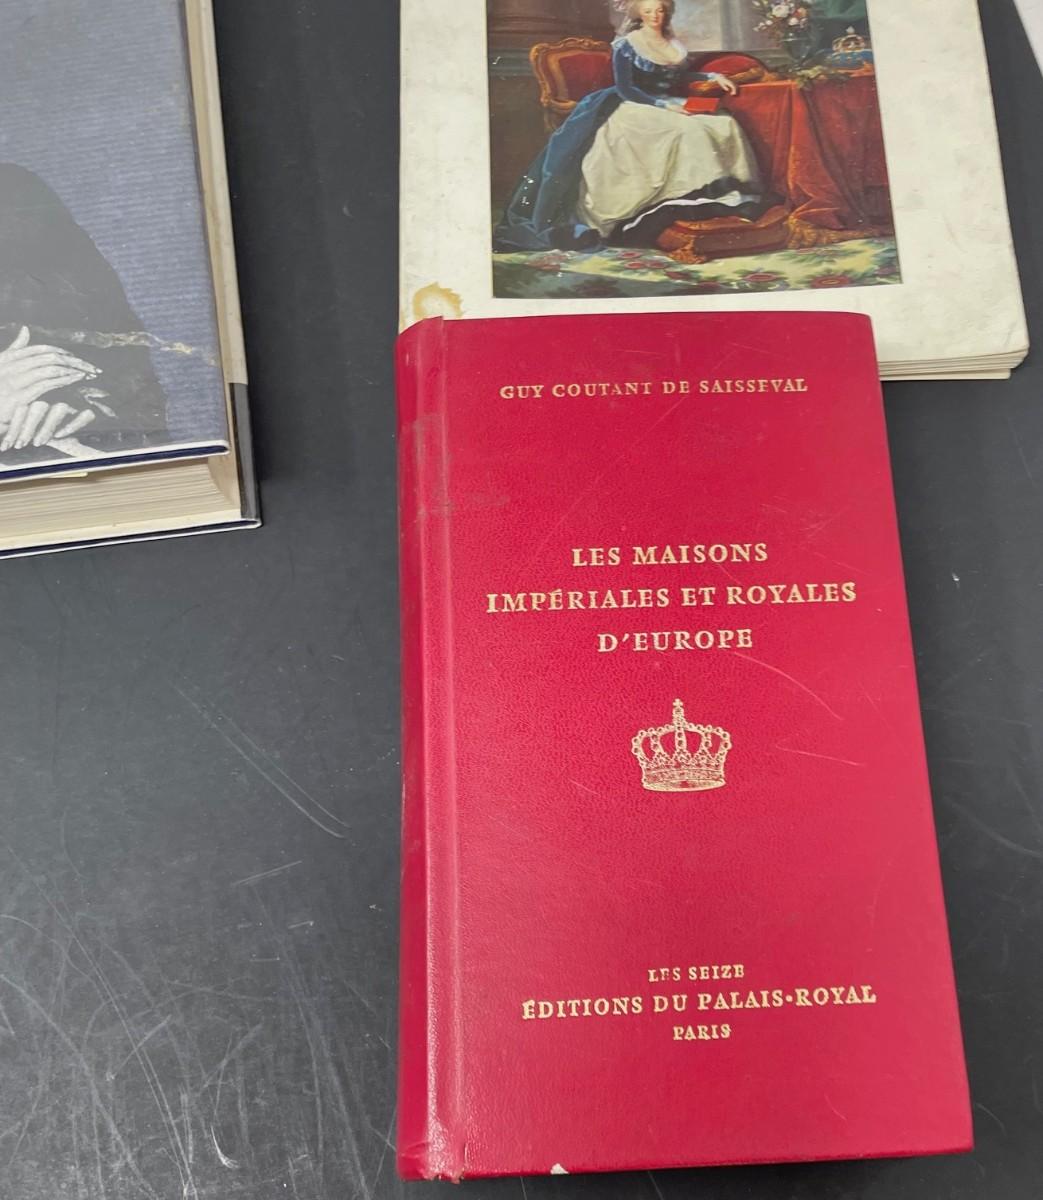 GUY COUTANT DE SAISSEVAL
LES MAISONS
IMPÉRIALES ET ROYALES
D'EUROPE
LES SEIZE
ÉDITIONS DU PALAIS-ROYAL
PARIS